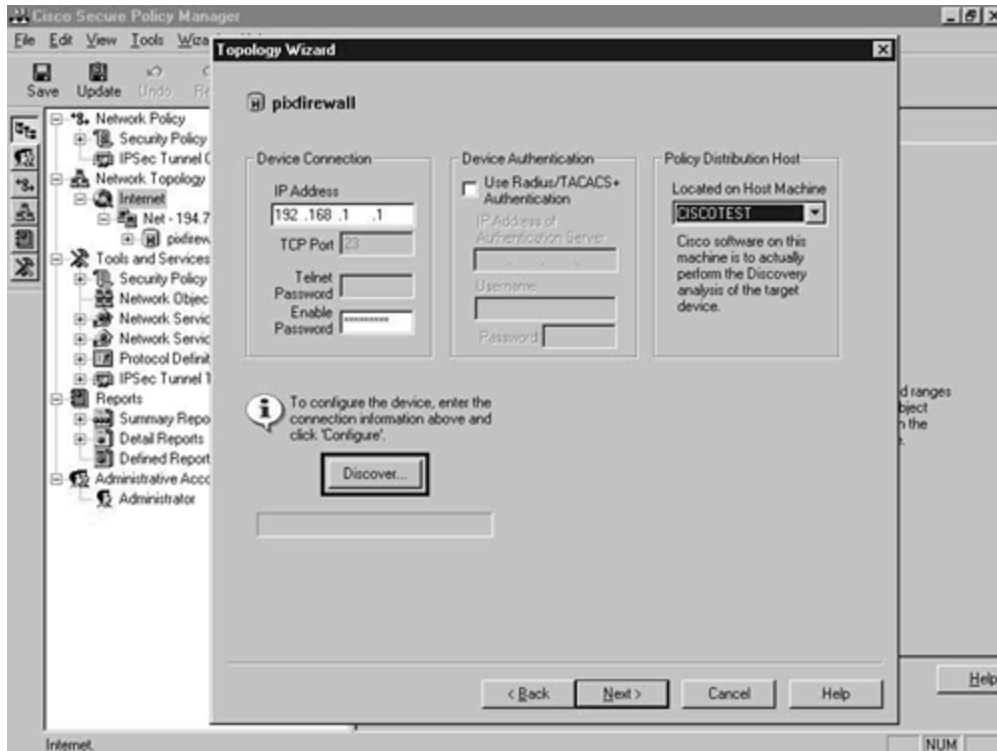 Cisco Secure Policy Manager
File Edit View Tools
Topology Wizard
Save Update Undo
Network Policy
Security Policy
IPSec Tunnel
Network Topology
Internet
Net - 194.7
pixfirew
Tools and Services
Security Policy
Network Objec
Network Servic
Network Servic
Protocol Definit
IPSec Tunnel T
Reports
Summary Repo
Detail Reports
Defined Report
Administrative Acco
Administrator
pixfirewall
Device Connection
IP Address
192 .168 .1 .1
TCP Port 23
Telnet
Password
Enable
Password
Device Authentication
Use Radius/TACACS+
Authentication
IP Address of
Authentication Server
Username
Password
Policy Distribution Host
Located on Host Machine
CISCOTEST
Cisco software on this
machine is to actually
perform the Discovery
analysis of the target
device.
To configure the device, enter the
connection information above and
click 'Configure'.
Discover...
d ranges
bject
n the
< Back Next > Cancel Help
Help
Internet. NUM